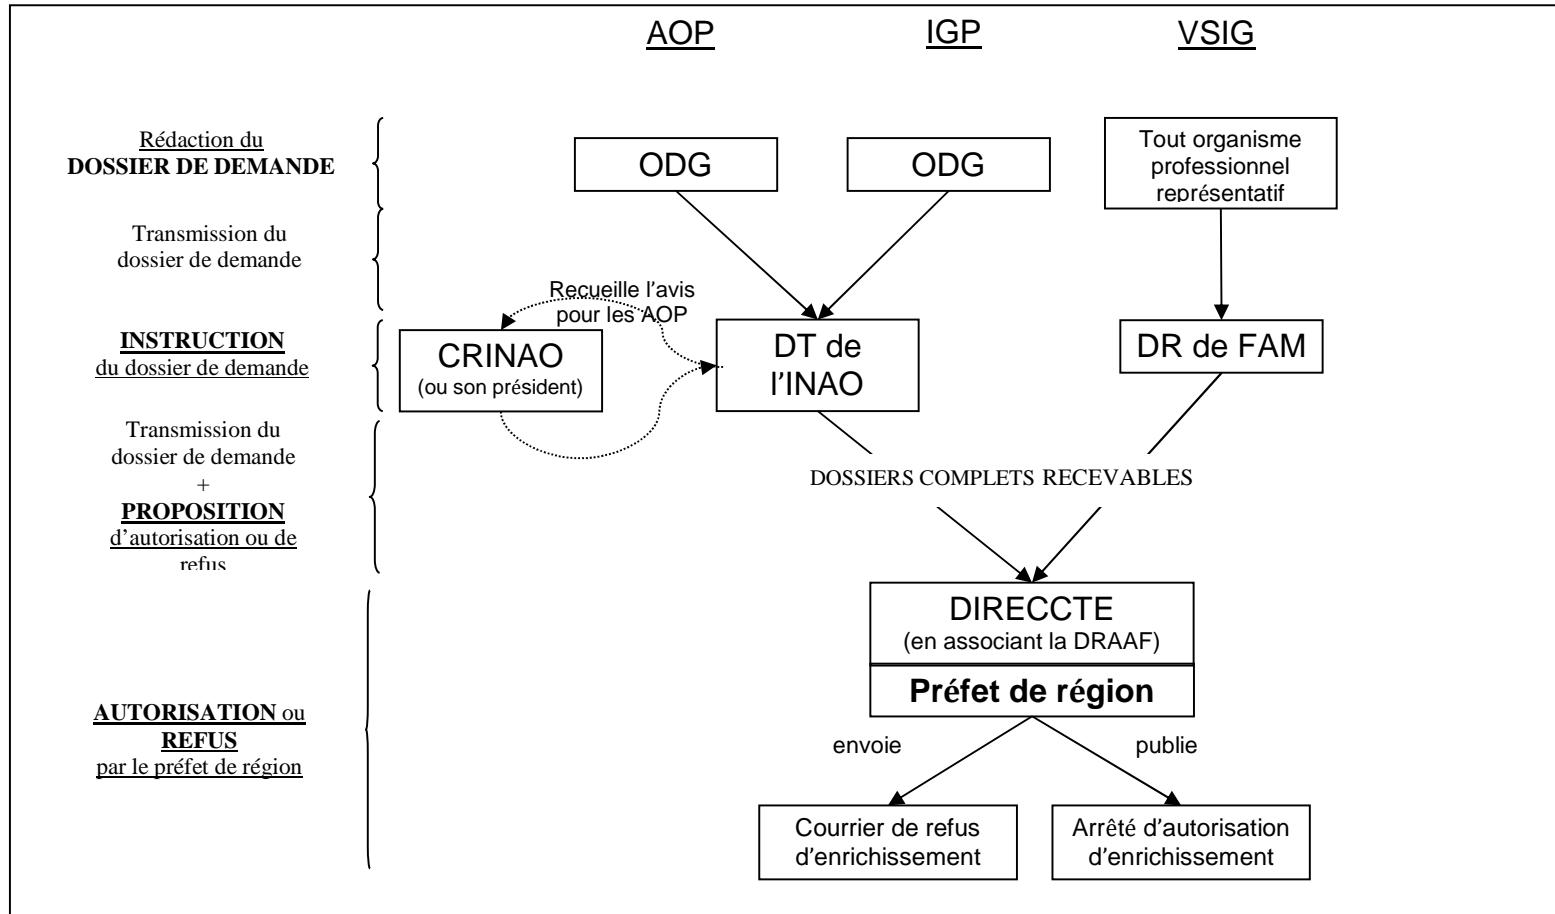 AOP
IGP
VSIG
Rédaction du
DOSSIER DE DEMANDE
ODG
ODG
Tout organisme
professionnel
représentatif
Transmission du
dossier de demande
Recueille l'avis
pour les AOP
INSTRUCTION
du dossier de demande
CRINAO
(ou son président)
DT de
l'INAO
DR de FAM
Transmission du
dossier de demande
+
PROPOSITION
d'autorisation ou de
refus
DOSSIERS COMPLETS RECEVABLES
DIRECCTE
(en associant la DRAAF)
Préfet de région
AUTORISATION ou
REFUS
par le préfet de région
envoie
publie
Courrier de refus
d'enrichissement
Arrêté d'autorisation
d'enrichissement